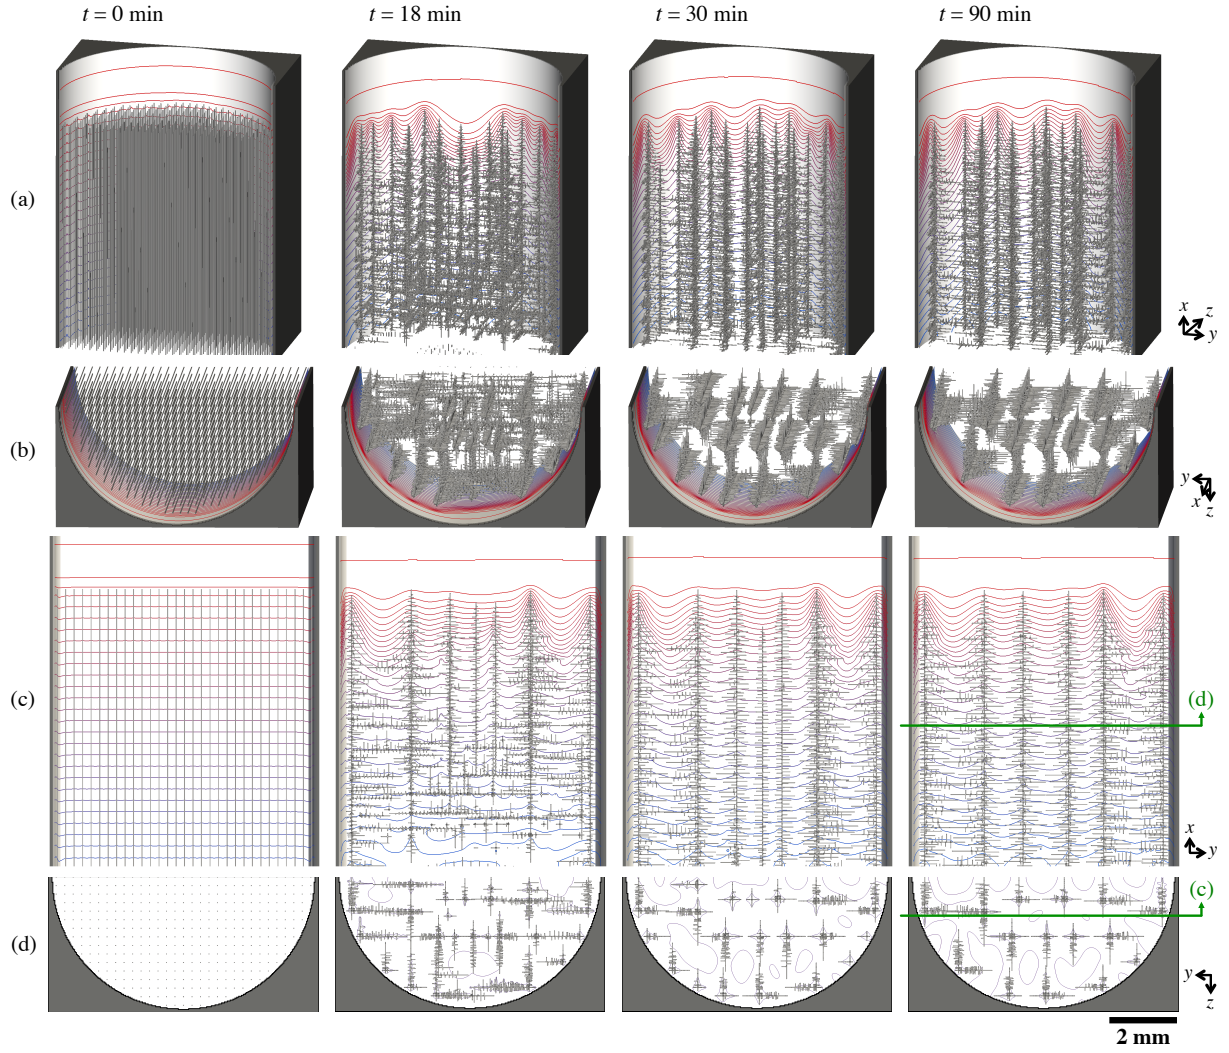 t = 0 min t = 18 min t = 30 min t = 90 min
(a)
x
z
y
(b)
y
x
z
(c)
(d)
x
y
(d)
(c)
y
z
2 mm